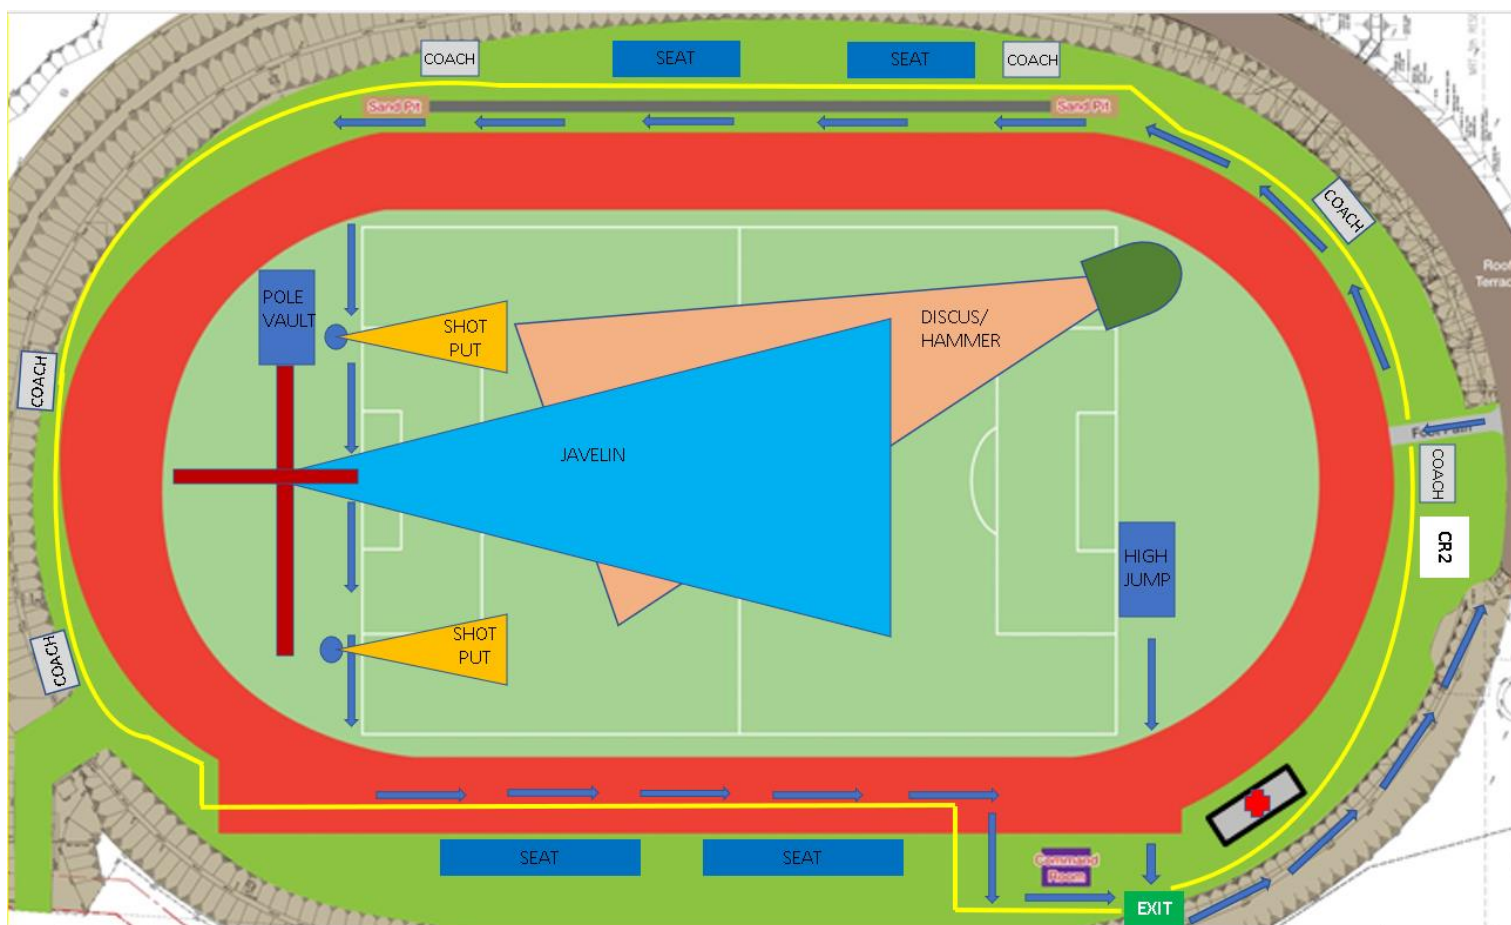 COACH
SEAT
SEAT
COACH
Sand Pit
Sand Pit
COACH
POLE
VAULT
SHOT
PUT
DISCUS/
HAMMER
COACH
JAVELIN
COACH
CR2
HIGH
JUMP
SHOT
PUT
COACH
SEAT
SEAT
Command
Room
EXIT